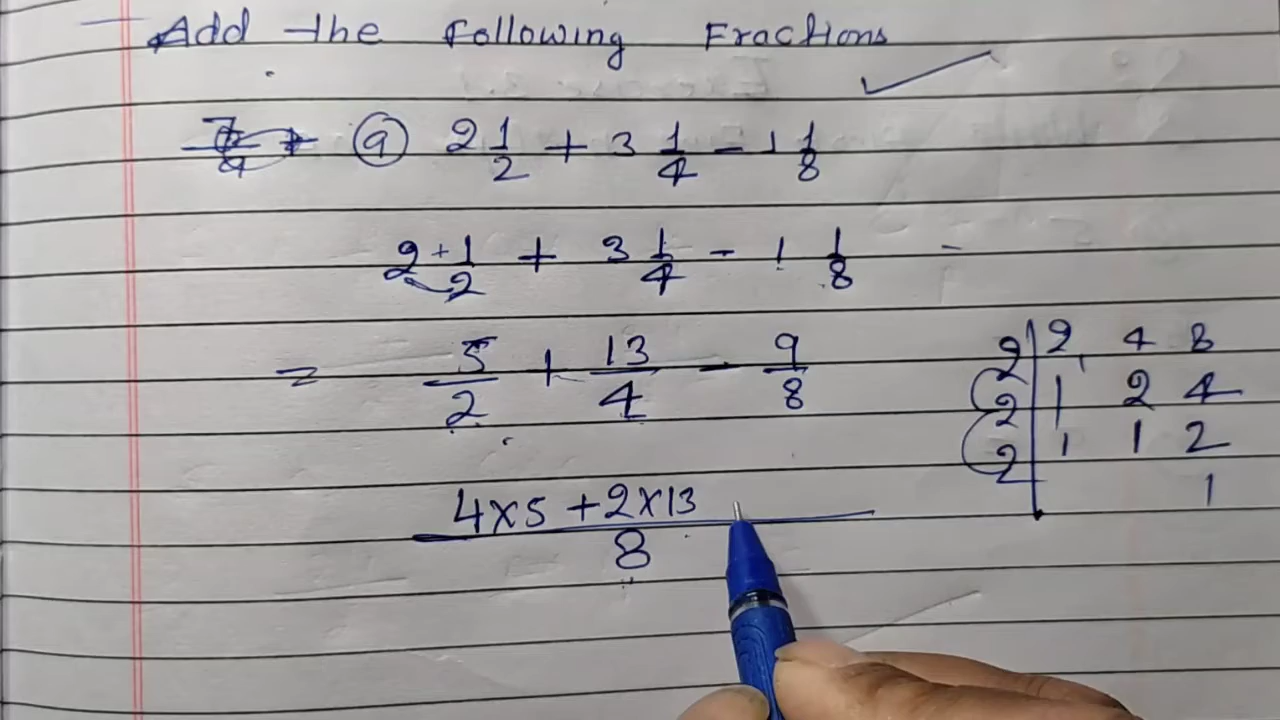 Add the Following Fractions
(a) 2 1/2 + 3 1/4 - 1 1/8
2 + 1/2 + 3 1/4 - 1 1/8 -
= 5/2 + 13/4 - 9/8
4×5 + 2×13
8
2 | 2, 4 8
2 | 1 2 4
2 | 1 1 2
1